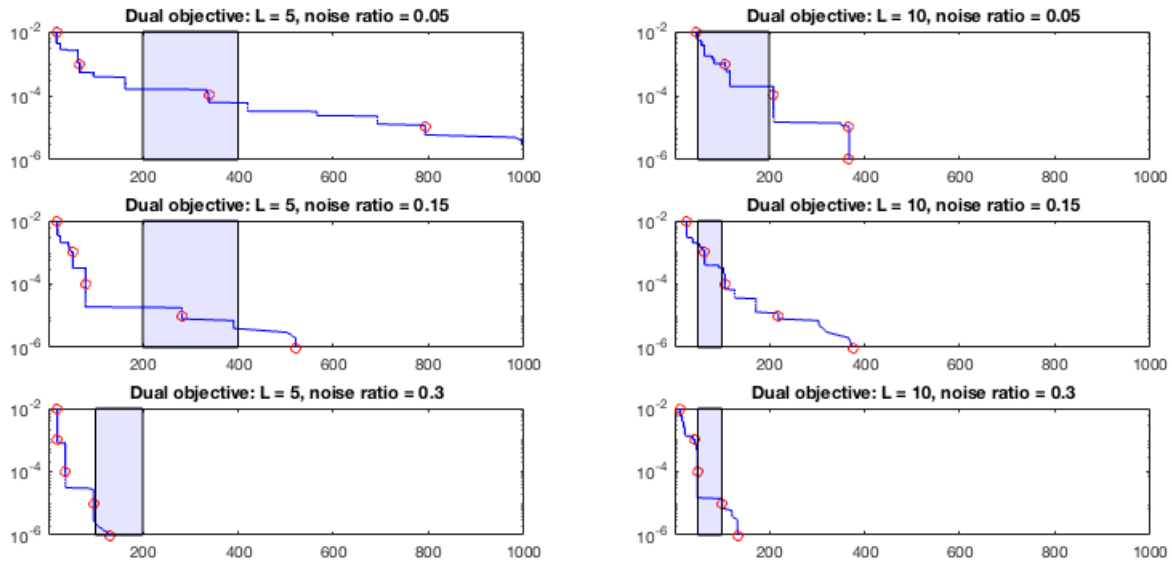 Dual objective: L = 5, noise ratio = 0.05
10^-2
10^-4
10^-6
200 400 600 800 1000
Dual objective: L = 10, noise ratio = 0.05
10^-2
10^-4
10^-6
200 400 600 800 1000
Dual objective: L = 5, noise ratio = 0.15
10^-2
10^-4
10^-6
200 400 600 800 1000
Dual objective: L = 10, noise ratio = 0.15
10^-2
10^-4
10^-6
200 400 600 800 1000
Dual objective: L = 5, noise ratio = 0.3
10^-2
10^-4
10^-6
200 400 600 800 1000
Dual objective: L = 10, noise ratio = 0.3
10^-2
10^-4
10^-6
200 400 600 800 1000